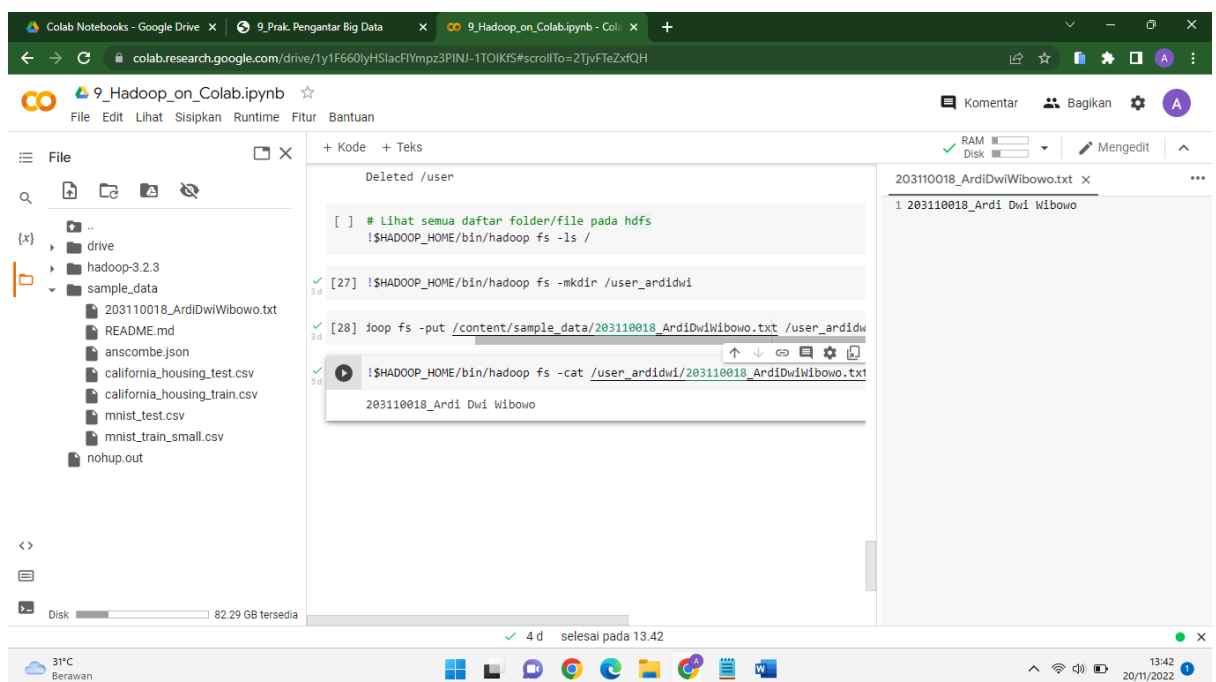 Colab Notebooks - Google Drive
9_Prak. Pengantar Big Data
9_Hadoop_on_Colab.ipynb - Cola
colab.research.google.com/drive/1y1F660IyHSIacFIYmpz3PINJ-1TOIKfS#scrollTo=2TjvFTeZxfQH
A
9_Hadoop_on_Colab.ipynb
Komentar Bagikan A
File Edit Lihat Sisipkan Runtime Fitur Bantuan
File
{x}
..
drive
hadoop-3.2.3
sample_data
203110018_ArdiDwiWibowo.txt
README.md
anscombe.json
california_housing_test.csv
california_housing_train.csv
mnist_test.csv
mnist_train_small.csv
nohup.out
Disk 82.29 GB tersedia
+ Kode + Teks
RAM
Disk
Mengedit
Deleted /user
[ ] # Lihat semua daftar folder/file pada hdfs
!$HADOOP_HOME/bin/hadoop fs -ls /
[27] !$HADOOP_HOME/bin/hadoop fs -mkdir /user_ardidwi
3 d
[28] doop fs -put /content/sample_data/203110018_ArdiDwiWibowo.txt /user_ardidw
3 d
!$HADOOP_HOME/bin/hadoop fs -cat /user_ardidwi/203110018_ArdiDwiWibowo.txt
5 d
203110018_Ardi Dwi Wibowo
203110018_ArdiDwiWibowo.txt
1 203110018_Ardi Dwi Wibowo
4 d selesai pada 13.42
31°C
Berawan
13:42
20/11/2022
1